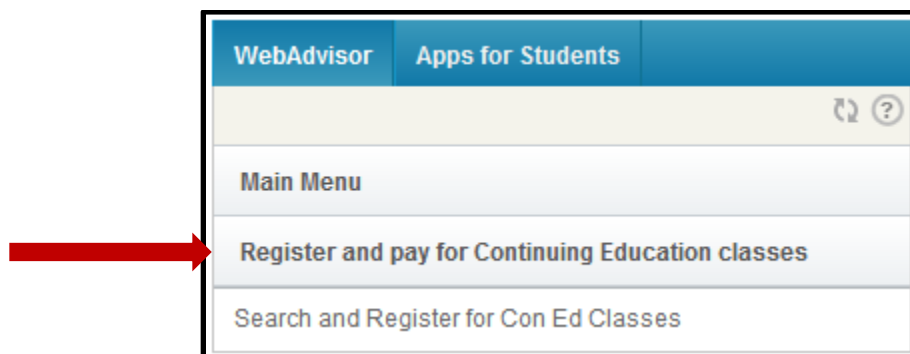 WebAdvisor Apps for Students
Main Menu
Register and pay for Continuing Education classes
Search and Register for Con Ed Classes